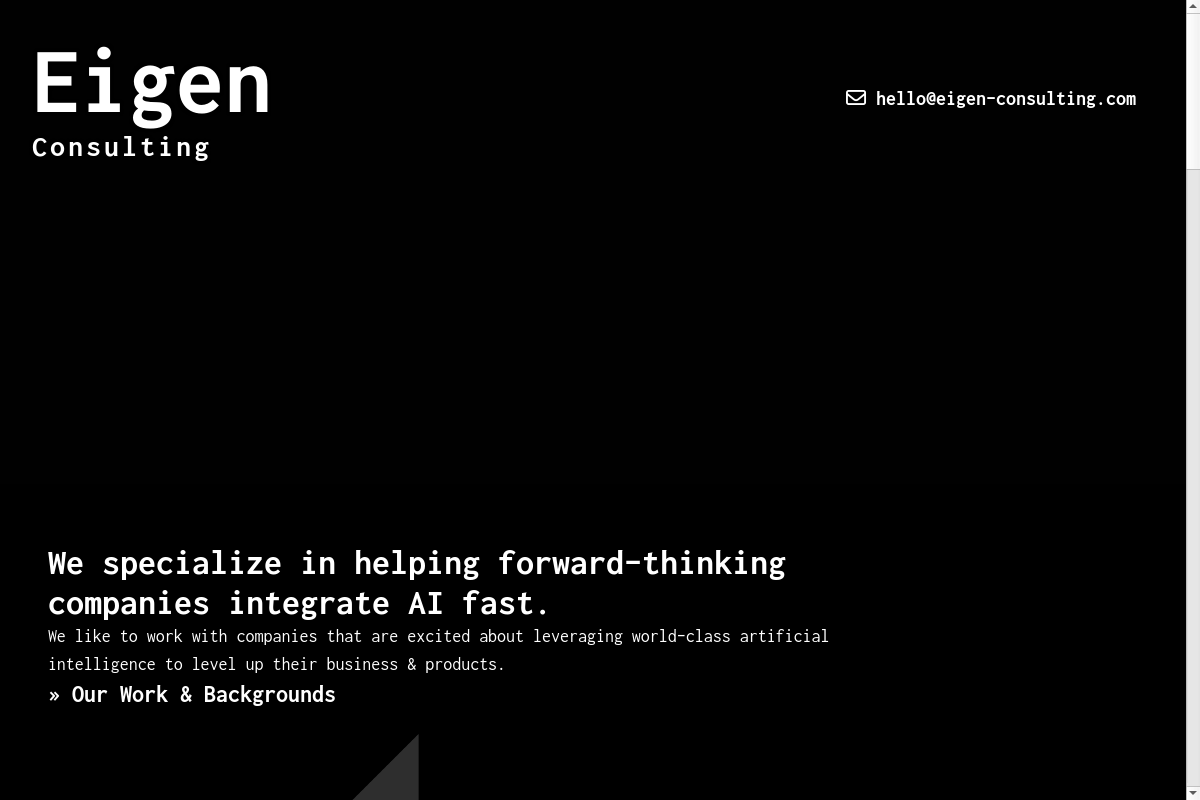 Eigen
Consulting
hello@eigen-consulting.com
We specialize in helping forward-thinking
companies integrate AI fast.
We like to work with companies that are excited about leveraging world-class artificial
intelligence to level up their business & products.
» Our Work & Backgrounds